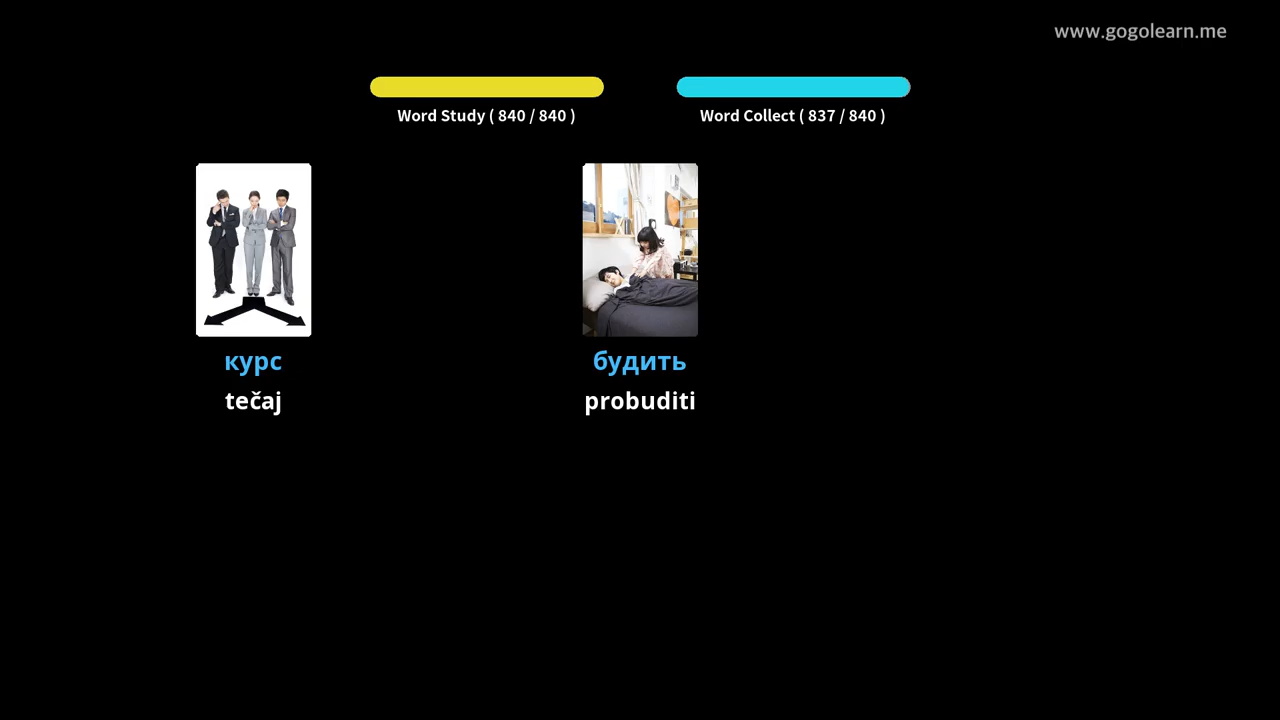 www.gogolearn.me
Word Study ( 840 / 840 )
Word Collect ( 837 / 840 )
курс
tečaj
будить
probuditi